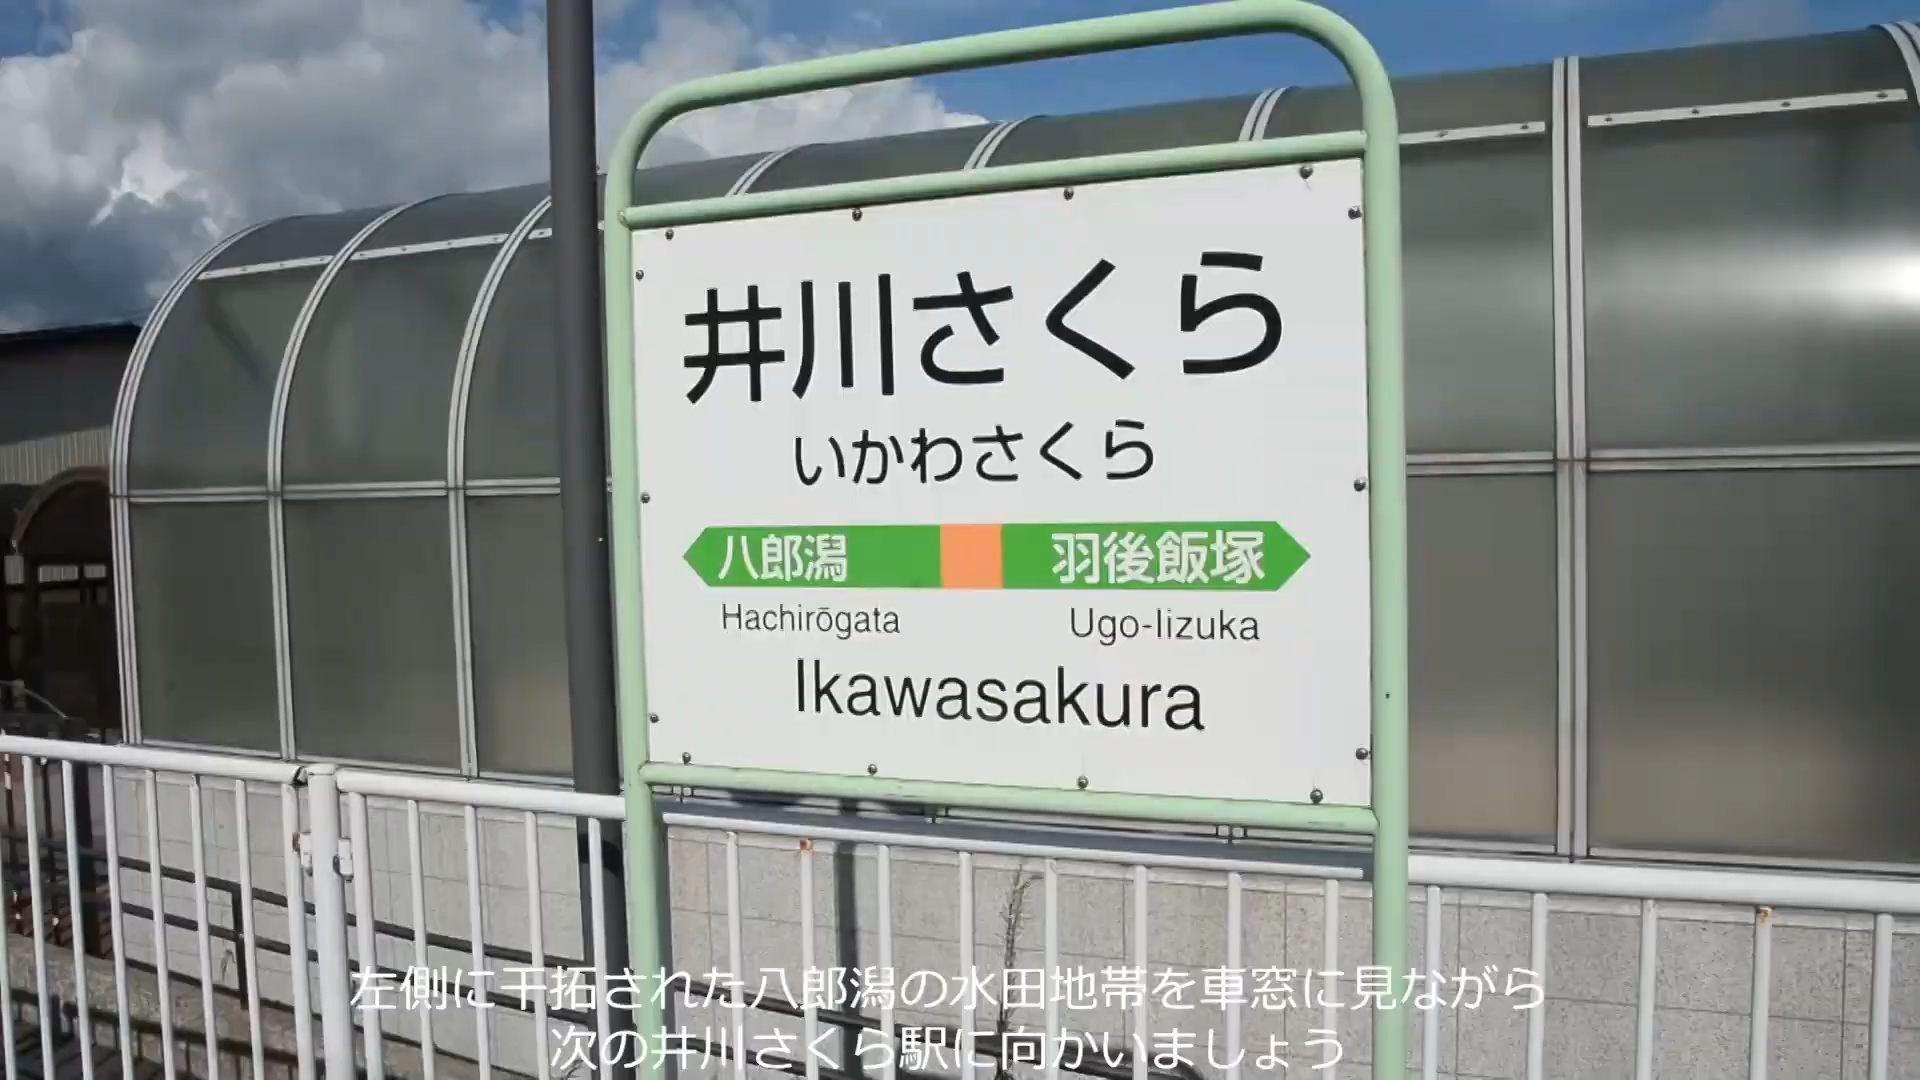 井川さくら
いかわさくら
八郎潟 羽後飯塚
Hachirōgata Ugo-Iizuka
Ikawasakura
左側に干拓された八郎潟の水田地帯を車窓に見ながら
次の井川さくら駅に向かいましょう